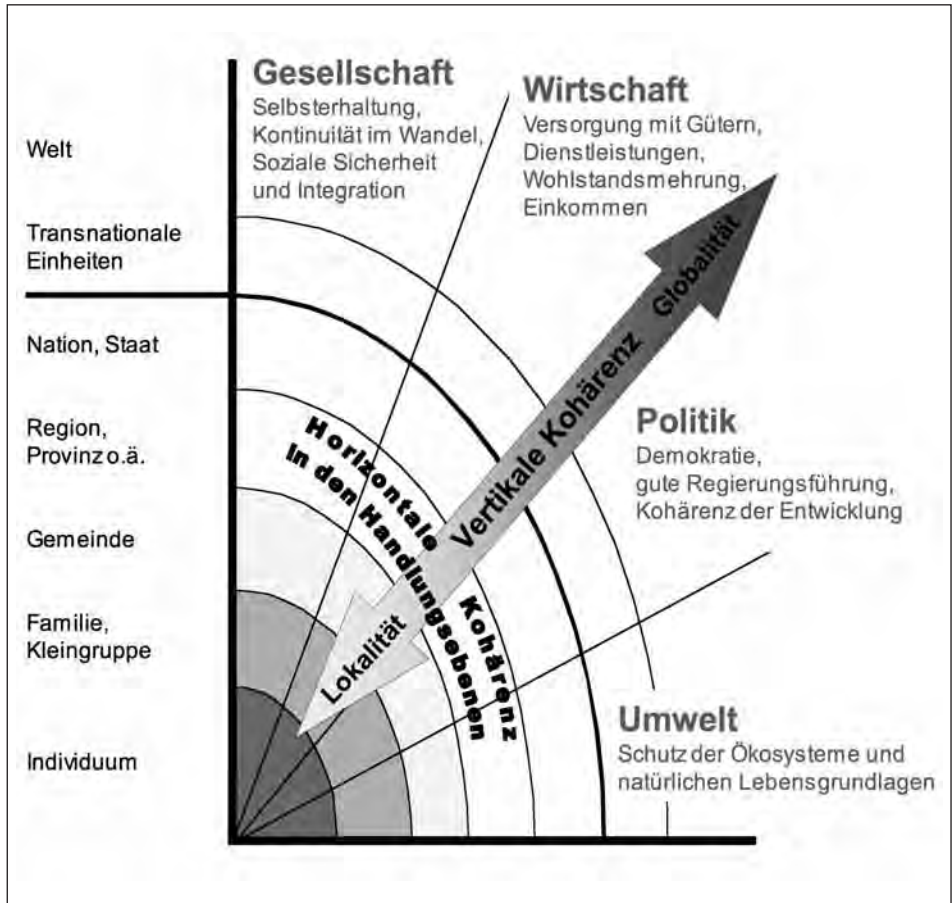 Gesellschaft
Selbsterhaltung,
Kontinuität im Wandel,
Soziale Sicherheit
und Integration
Wirtschaft
Versorgung mit Gütern,
Dienstleistungen,
Wohlstandsmehrung,
Einkommen
Welt
Transnationale
Einheiten
Nation, Staat
Region,
Provinz o.ä.
Gemeinde
Familie,
Kleingruppe
Individuum
Globalität
Vertikale Kohärenz
Lokalität
Horizontale Kohärenz
in den Handlungsebenen
Politik
Demokratie,
gute Regierungsführung,
Kohärenz der Entwicklung
Umwelt
Schutz der Ökosysteme und
natürlichen Lebensgrundlagen